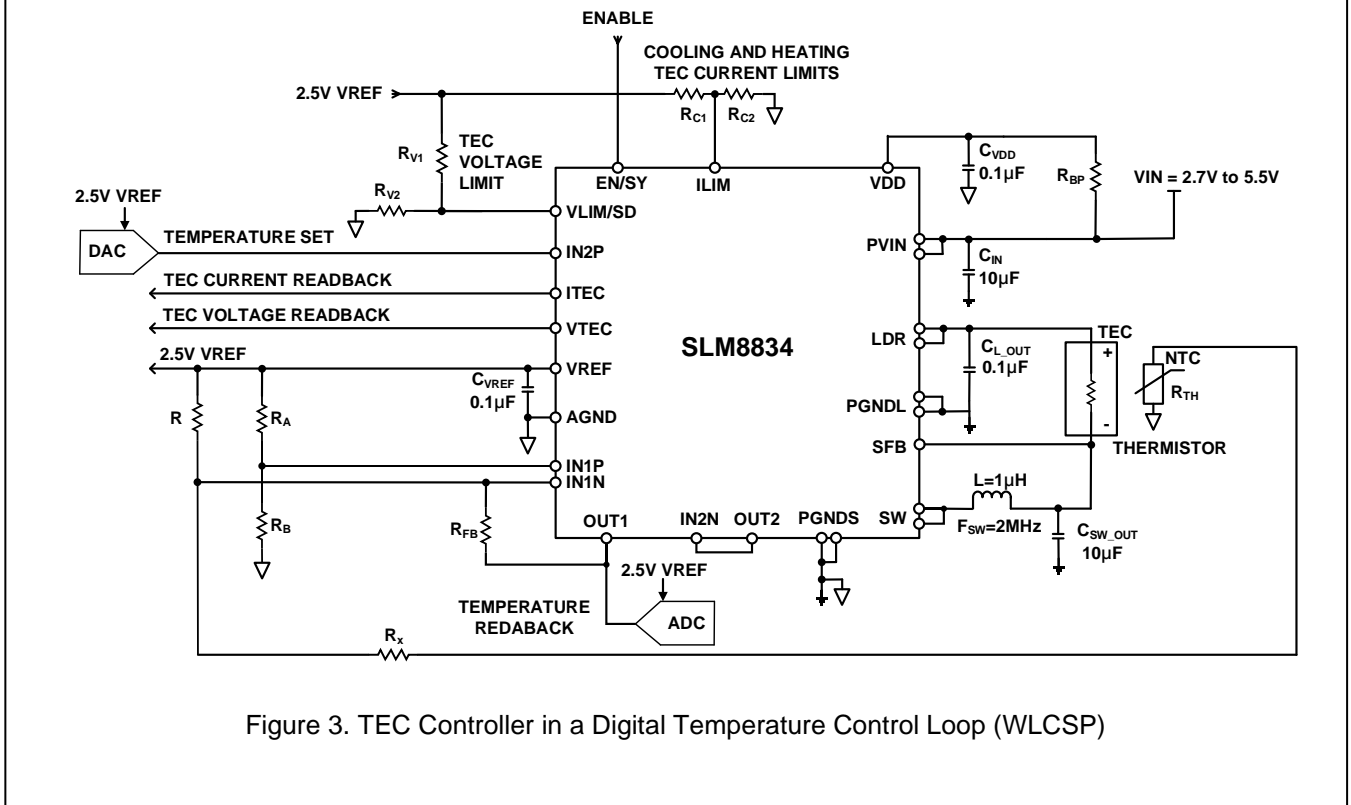 ENABLE
COOLING AND HEATING
TEC CURRENT LIMITS
2.5V VREF
RC1
RC2
RV1
TEC
VOLTAGE
LIMIT
RV2
EN/SY
ILIM
VDD
CVDD
0.1µF
RBP
VIN = 2.7V to 5.5V
2.5V VREF
DAC
TEMPERATURE SET
VLIM/SD
IN2P
PVIN
CIN
10µF
TEC CURRENT READBACK
ITEC
TEC VOLTAGE READBACK
VTEC
SLM8834
LDR
CL_OUT
0.1µF
TEC
+
-
NTC
RTH
THERMISTOR
2.5V VREF
VREF
CVREF
0.1µF
AGND
PGNDL
SFB
R
RA
IN1P
IN1N
RB
RFB
OUT1
IN2N
OUT2
PGNDS
SW
L=1µH
FSW=2MHz
CSW_OUT
10µF
2.5V VREF
TEMPERATURE
REDABACK
ADC
Rx
Figure 3. TEC Controller in a Digital Temperature Control Loop (WLCSP)